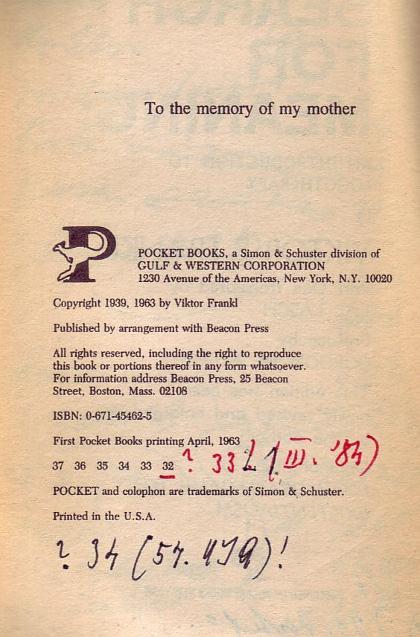 To the memory of my mother
P
POCKET BOOKS, a Simon & Schuster division of
GULF & WESTERN CORPORATION
1230 Avenue of the Americas, New York, N.Y. 10020
Copyright 1939, 1963 by Viktor Frankl
Published by arrangement with Beacon Press
All rights reserved, including the right to reproduce
this book or portions thereof in any form whatsoever.
For information address Beacon Press, 25 Beacon
Street, Boston, Mass. 02108
ISBN: 0-671-45462-5
First Pocket Books printing April, 1963
37 36 35 34 33 32 ? 33 (1. III. '84)
POCKET and colophon are trademarks of Simon & Schuster.
Printed in the U.S.A.
? 34 (54. 479)!